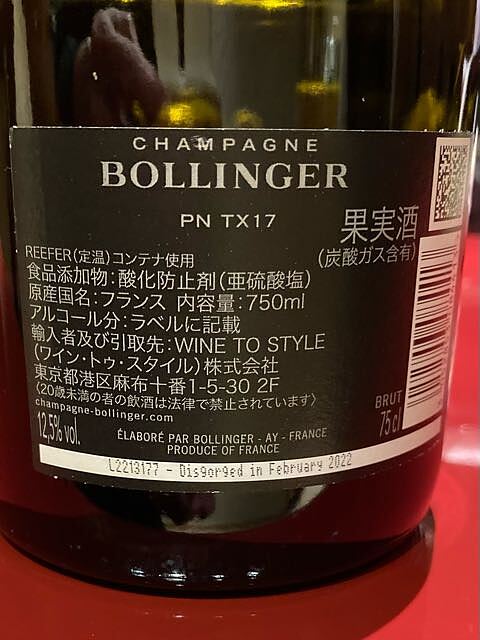 CHAMPAGNE
BOLLINGER
PN TX17
果実酒
(炭酸ガス含有)
REEFER(定温)コンテナ使用
食品添加物:酸化防止剤(亜硫酸塩)
原産国名:フランス 内容量:750ml
アルコール分:ラベルに記載
輸入者及び引取先:WINE TO STYLE
(ワイン・トゥ・スタイル)株式会社
東京都港区麻布十番1-5-30 2F
〈20歳未満の者の飲酒は法律で禁止されています〉
champagne-bollinger.com
12,5% vol.
BRUT
75 cl
ÉLABORÉ PAR BOLLINGER - AY - FRANCE
PRODUCE OF FRANCE
L2213177 - Disgorged in February 2022